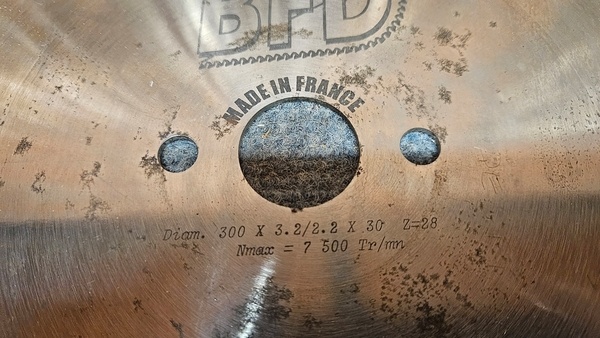 BFD
MADE IN FRANCE
Diam. 300 X 3.2/2.2 X 30 Z=28
Nmax = 7 500 Tr/mn